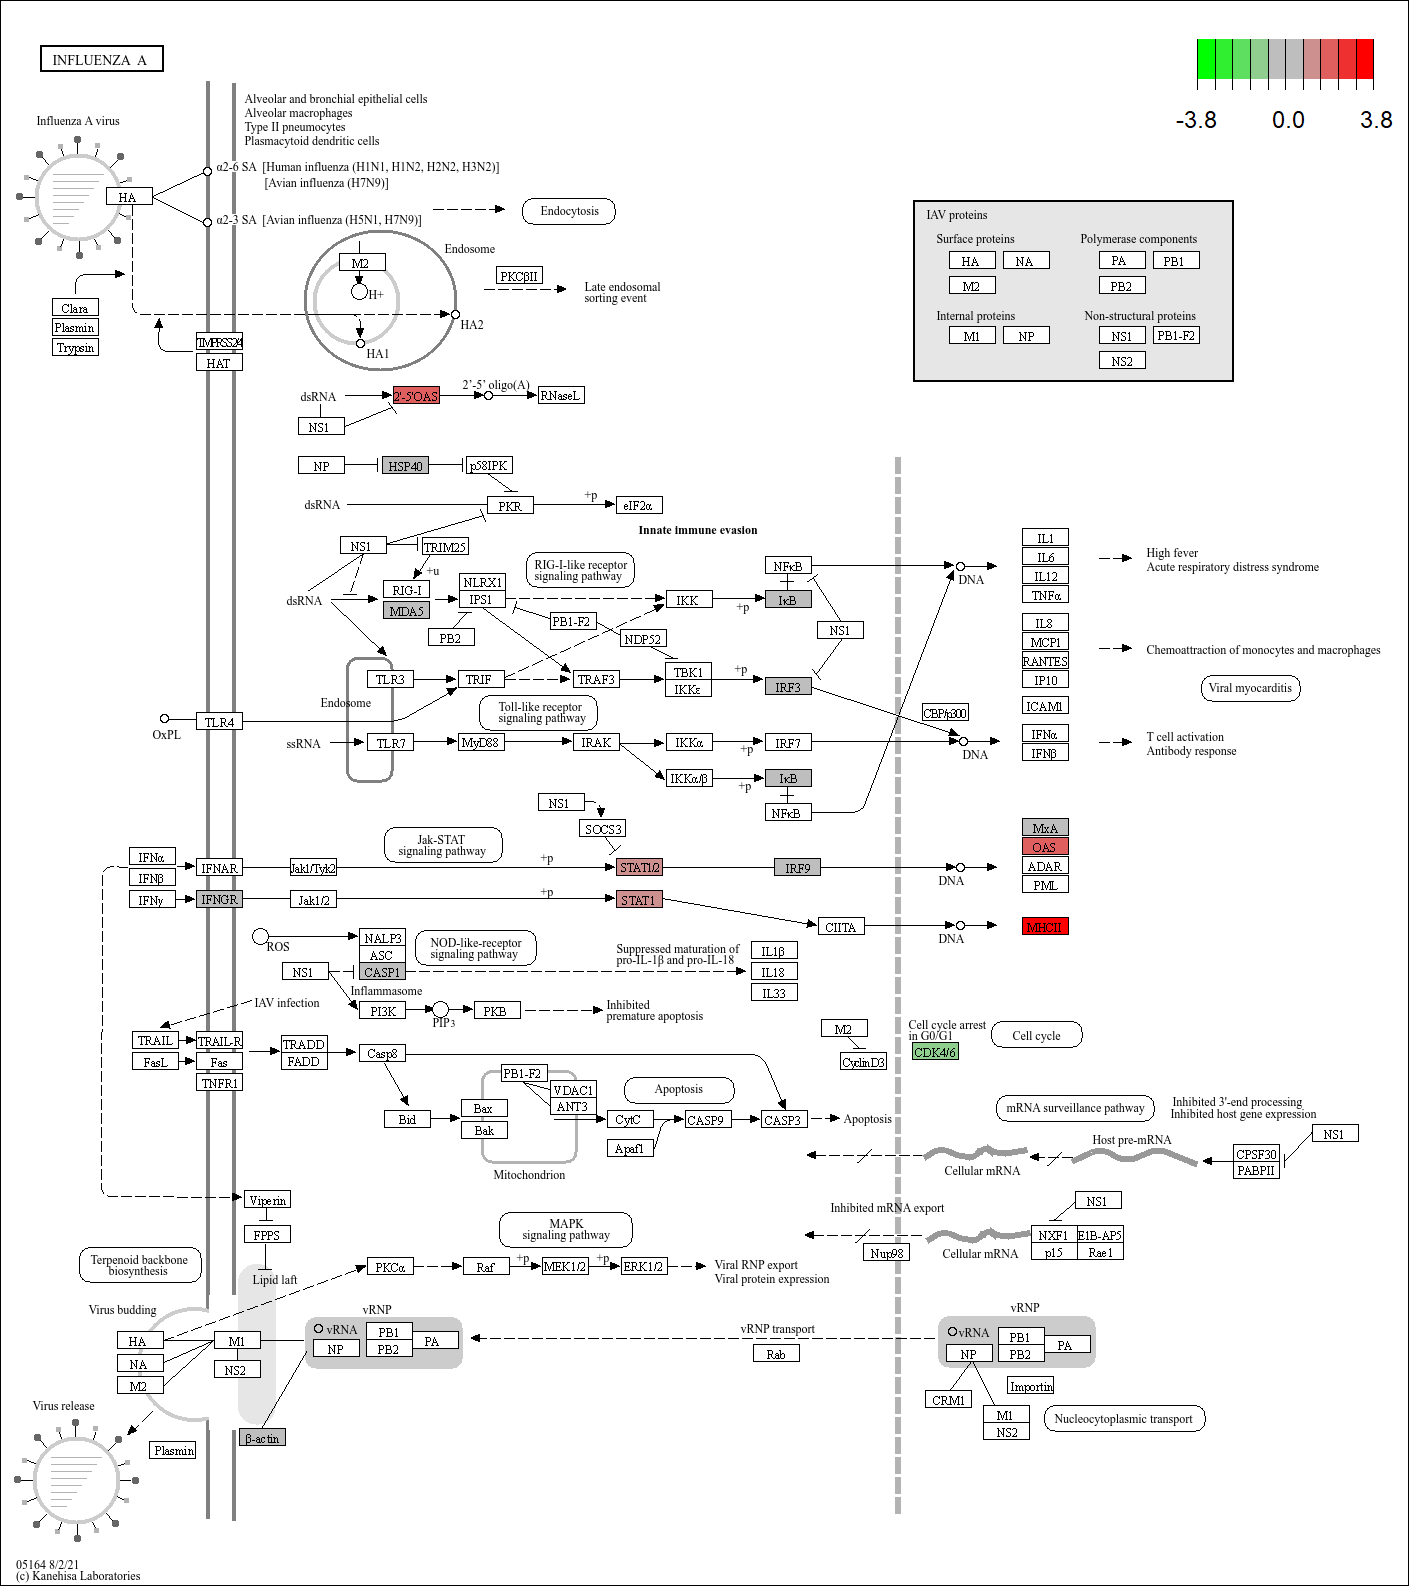 INFLUENZA A
-3.8 0.0 3.8
Alveolar and bronchial epithelial cells
Alveolar macrophages
Type II pneumocytes
Plasmacytoid dendritic cells
Influenza A virus
α2-6 SA [Human influenza (H1N1, H1N2, H2N2, H3N2)]
[Avian influenza (H7N9)]
HA
α2-3 SA [Avian influenza (H5N1, H7N9)]
Endocytosis
IAV proteins
Surface proteins
Polymerase components
HA NA PA PB1
M2 PB2
Internal proteins
Non-structural proteins
M1 NP NS1 PB1-F2
NS2
Endosome
M2
H+
PKCβII
Late endosomal
sorting event
HA2
HA1
Clara
Plasmin
Trypsin
HAT
dsRNA
2'-5'OAS
2'-5' oligo(A)
RNaseL
NS1
NP
HSP40
p58IPK
dsRNA
PKR
+p
eIF2α
Innate immune evasion
NS1
TRIM25
+u
dsRNA
RIG-I
MDA5
NLRX1
IPS1
PB2
RIG-I-like receptor
signaling pathway
PB1-F2
NDP52
IKK
+p
NFκB
IκB
NS1
DNA
IL1
IL6
IL12
TNFα
High fever
Acute respiratory distress syndrome
IL8
MCP1
RANTES
IP10
Chemoattraction of monocytes and macrophages
Viral myocarditis
ICAM1
IFNα
IFNβ
T cell activation
Antibody response
Endosome
TLR3
TRIF
TRAF3
TBK1
IKKε
+p
IRF3
CBP/p300
DNA
OxPL
TLR4
Toll-like receptor
signaling pathway
ssRNA
TLR7
MyD88
IRAK
IKKα
+p
IRF7
IKKα/β
+p
IκB
NFκB
NS1
SOCS3
Jak-STAT
signaling pathway
IFNα
IFNβ
IFNAR
Jak1/Tyk2
+p
STAT1/2
IRF9
DNA
MxA
OAS
ADAR
PML
IFNγ
IFNGR
Jak1/2
+p
STAT1
CIITA
DNA
MHCII
ROS
NALP3
ASC
CASP1
NS1
Inflammasome
NOD-like-receptor
signaling pathway
Suppressed maturation of
pro-IL-1β and pro-IL-18
IL1β
IL18
IL33
IAV infection
PI3K
PIP3
PKB
Inhibited
premature apoptosis
M2
CyclinD3
Cell cycle arrest
in G0/G1
CDK4/6
Cell cycle
TRAIL
TRAIL-R
FasL
Fas
TNFR1
TRADD
FADD
Casp8
Bid
Bax
Bak
PB1-F2
VDAC1
ANT3
Mitochondrion
Apoptosis
CytC
Apaf1
CASP9
CASP3
Apoptosis
mRNA surveillance pathway
Inhibited 3'-end processing
Inhibited host gene expression
NS1
Host pre-mRNA
CPSF30
PABPII
Cellular mRNA
Viperin
FPPS
Lipid laft
Terpenoid backbone
biosynthesis
MAPK
signaling pathway
PKCα
Raf
+p
MEK1/2
+p
ERK1/2
Viral RNP export
Viral protein expression
Inhibited mRNA export
Nup98
Cellular mRNA
NS1
NXF1 E1B-AP5
p15 Rae1
Virus budding
HA
NA
M2
M1
NS2
vRNP
vRNA
NP
PB1
PB2
PA
vRNP transport
Rab
vRNP
vRNA
NP
PB1
PB2
PA
CRM1
Importin
M1
NS2
Nucleocytoplasmic transport
Virus release
Plasmin
β-actin
05164 8/2/21
(c) Kanehisa Laboratories